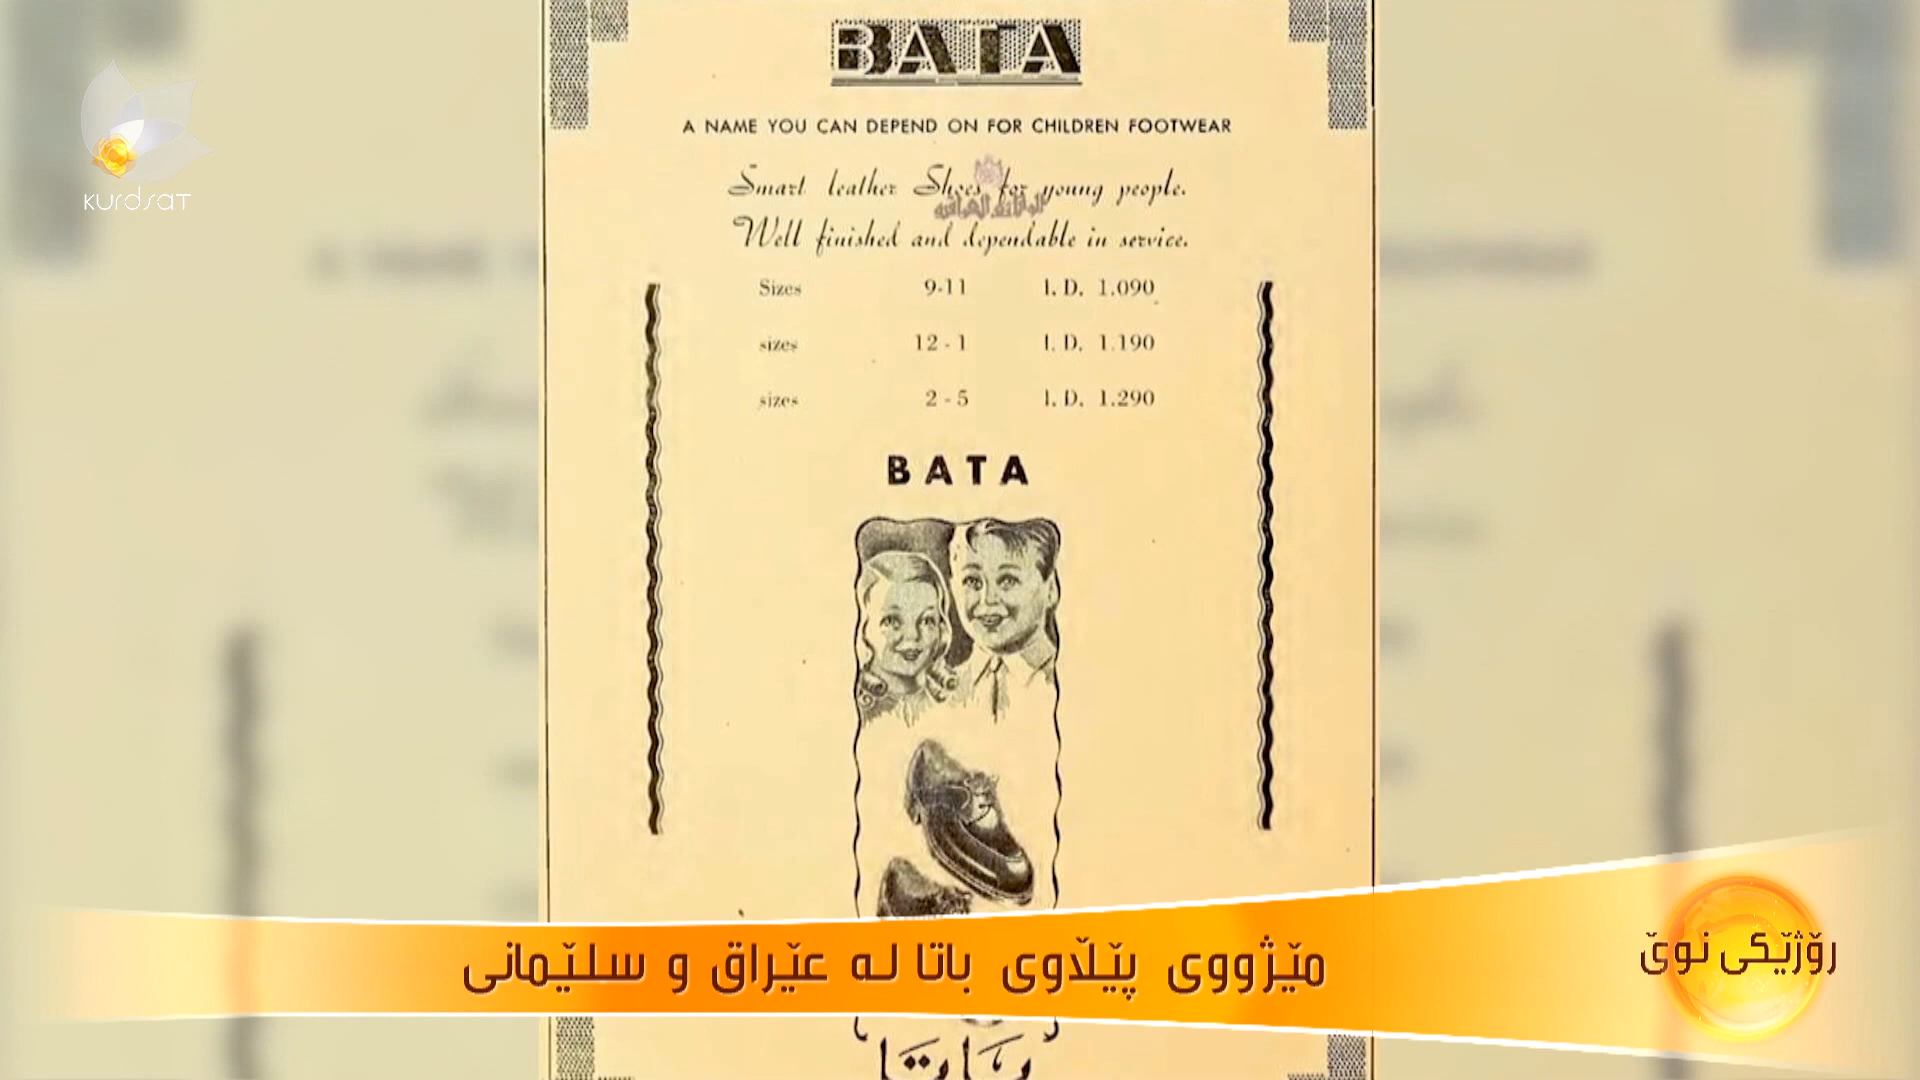 BATA
A NAME YOU CAN DEPEND ON FOR CHILDREN FOOTWEAR
Smart leather Shoes for young people.
Well finished and dependable in service.
Sizes 9-11 I. D. 1.090
sizes 12 - 1 I. D. 1.190
sizes 2 - 5 I. D. 1.290
BATA
باتا
kurdsat
مێژووی پێڵاوی باتا لە عێراق و سلێمانی
رۆژێکی نوێ